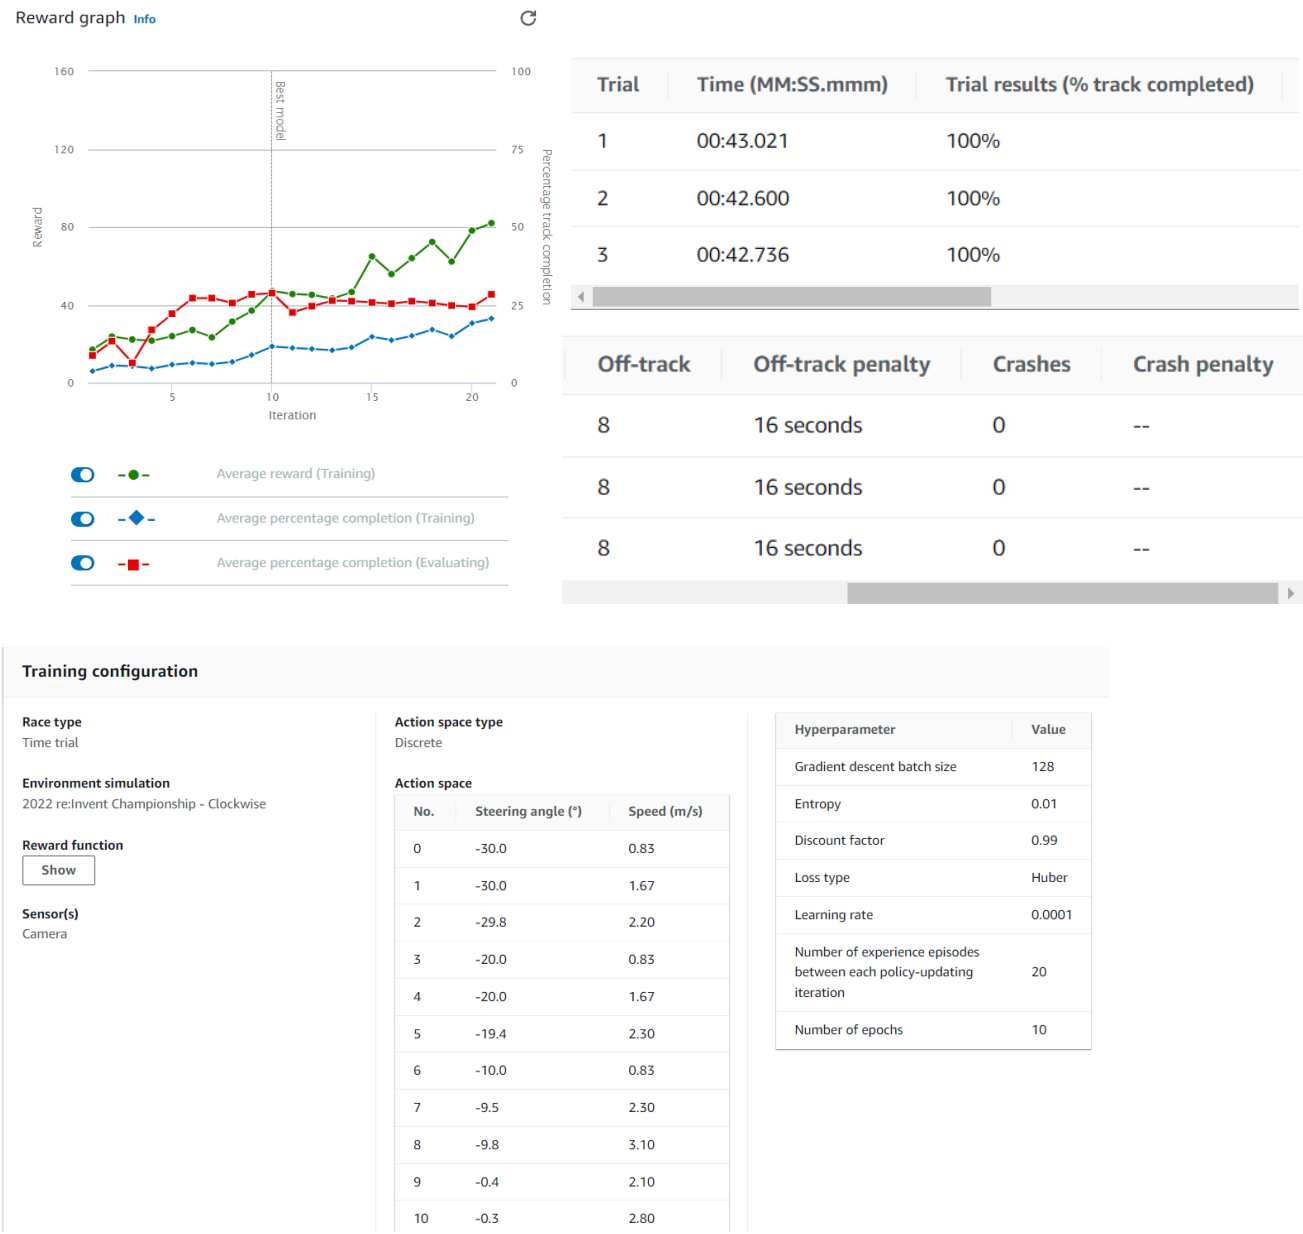 Reward graph Info
160
120
80
40
0
Reward
100
75
50
25
0
Percentage track completion
Best model
5 10 15 20
Iteration
Average reward (Training)
Average percentage completion (Training)
Average percentage completion (Evaluating)
Trial Time (MM:SS.mmm) Trial results (% track completed)
1 00:43.021 100%
2 00:42.600 100%
3 00:42.736 100%
Off-track Off-track penalty Crashes Crash penalty
8 16 seconds 0 --
8 16 seconds 0 --
8 16 seconds 0 --
Training configuration
Race type
Time trial
Environment simulation
2022 re:Invent Championship - Clockwise
Reward function
Show
Sensor(s)
Camera
Action space type
Discrete
Action space
No. Steering angle (°) Speed (m/s)
0 -30.0 0.83
1 -30.0 1.67
2 -29.8 2.20
3 -20.0 0.83
4 -20.0 1.67
5 -19.4 2.30
6 -10.0 0.83
7 -9.5 2.30
8 -9.8 3.10
9 -0.4 2.10
10 -0.3 2.80
Hyperparameter Value
Gradient descent batch size 128
Entropy 0.01
Discount factor 0.99
Loss type Huber
Learning rate 0.0001
Number of experience episodes
between each policy-updating 20
iteration
Number of epochs 10